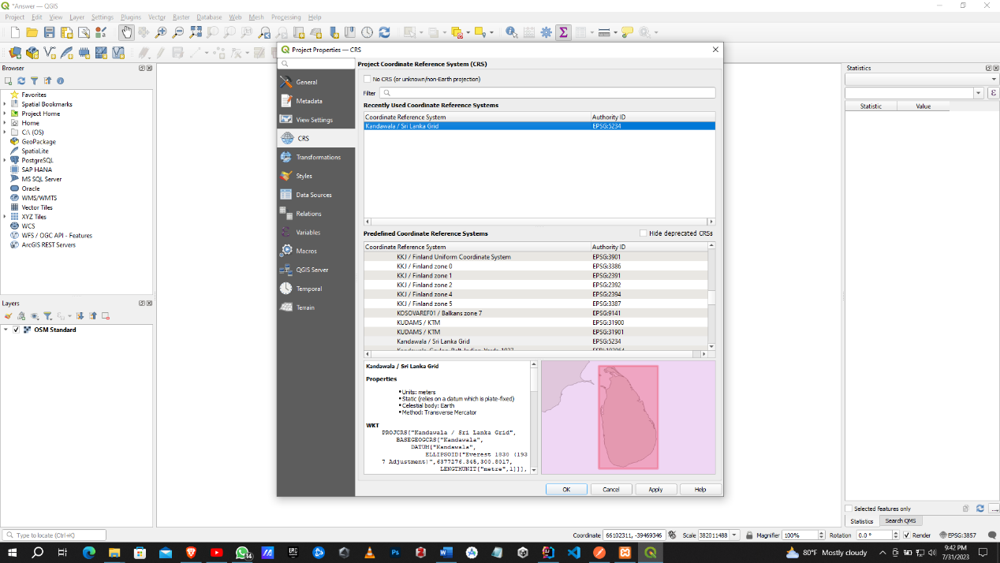 *Answer — QGIS
Project Edit View Layer Settings Plugins Vector Raster Database Web Mesh Processing Help
Project Properties — CRS
Browser
Favorites
Spatial Bookmarks
Project Home
Home
C:\ (OS)
GeoPackage
SpatiaLite
PostgreSQL
SAP HANA
MS SQL Server
Oracle
WMS/WMTS
Vector Tiles
XYZ Tiles
WCS
WFS / OGC API - Features
ArcGIS REST Servers
Layers
OSM Standard
General
Metadata
View Settings
CRS
Transformations
Styles
Data Sources
Relations
Variables
Macros
QGIS Server
Temporal
Terrain
Project Coordinate Reference System (CRS)
No CRS (or unknown/non-Earth projection)
Filter
Recently Used Coordinate Reference Systems
Coordinate Reference System Authority ID
Kandawala / Sri Lanka Grid EPSG:5234
Predefined Coordinate Reference Systems Hide deprecated CRSs
Coordinate Reference System Authority ID
KKJ / Finland Uniform Coordinate System EPSG:3901
KKJ / Finland zone 0 EPSG:3386
KKJ / Finland zone 1 EPSG:2391
KKJ / Finland zone 2 EPSG:2392
KKJ / Finland zone 4 EPSG:2394
KKJ / Finland zone 5 EPSG:3387
KOSOVAREF01 / Balkans zone 7 EPSG:9141
KUDAMS / KTM EPSG:31900
KUDAMS / KTM EPSG:31901
Kandawala / Sri Lanka Grid EPSG:5234
Kandawala / Sri Lanka Grid
Properties
•Units: meters
•Static (relies on a datum which is plate-fixed)
•Celestial body: Earth
•Method: Transverse Mercator
WKT
PROJCRS["Kandawala / Sri Lanka Grid",
BASEGEOGCRS["Kandawala",
DATUM["Kandawala",
ELLIPSOID["Everest 1830 (193
7 Adjustment)",6377276.345,300.8017,
LENGTHUNIT["metre",1]]],
OK Cancel Apply Help
Statistics
Statistic Value
Selected features only
Statistics Search QMS
Type to locate (Ctrl+K)
Coordinate 66102311, -39469346 Scale 382011488 Magnifier 100% Rotation 0.0 ° Render EPSG:3857
80°F Mostly cloudy
9:42 PM
7/31/2023
14